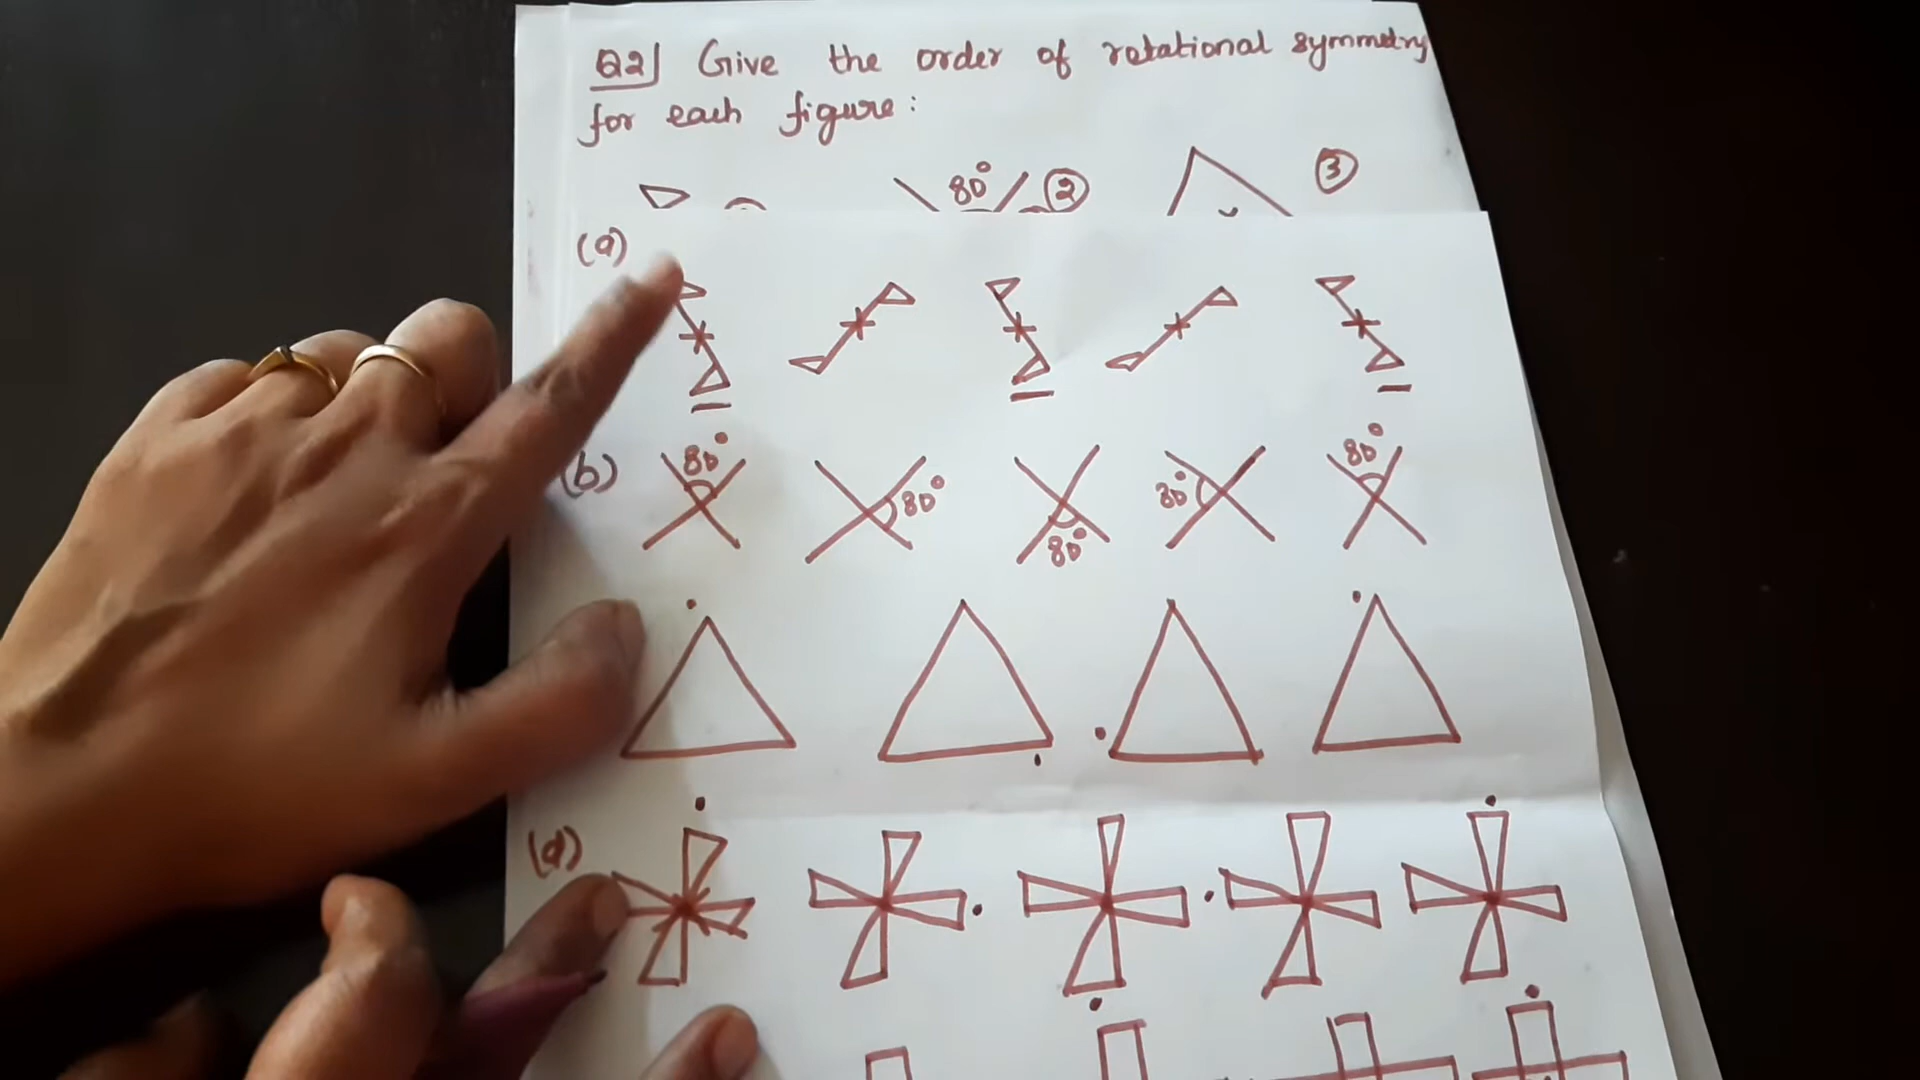 Q2| Give the order of rotational symmetry
for each figure:
80° ② ③
(a)
(b) 80° 80° 80° 80° 80°
(d)